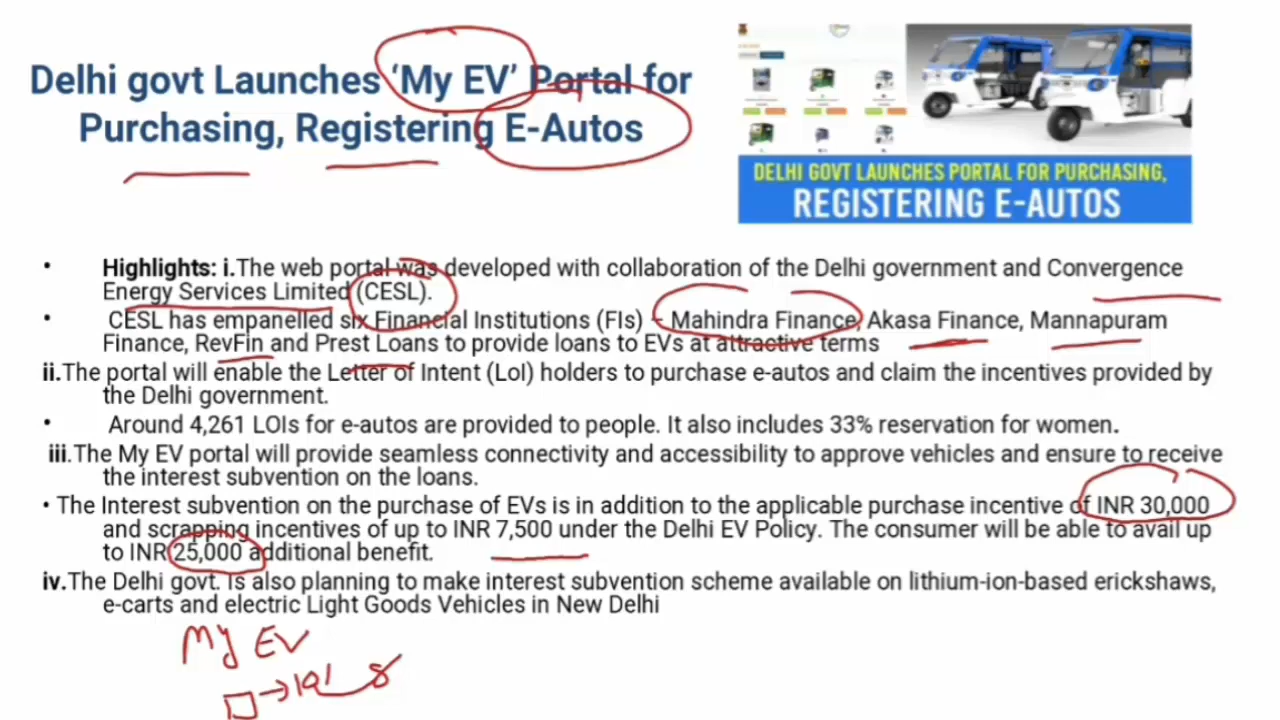 Delhi govt Launches ‘My EV’ Portal for
Purchasing, Registering E-Autos
DELHI GOVT LAUNCHES PORTAL FOR PURCHASING,
REGISTERING E-AUTOS
• Highlights: i.The web portal was developed with collaboration of the Delhi government and Convergence
Energy Services Limited (CESL).
• CESL has empanelled six Financial Institutions (FIs) – Mahindra Finance, Akasa Finance, Mannapuram
Finance, RevFin and Prest Loans to provide loans to EVs at attractive terms
ii.The portal will enable the Letter of Intent (LoI) holders to purchase e-autos and claim the incentives provided by
the Delhi government.
• Around 4,261 LOIs for e-autos are provided to people. It also includes 33% reservation for women.
iii.The My EV portal will provide seamless connectivity and accessibility to approve vehicles and ensure to receive
the interest subvention on the loans.
• The Interest subvention on the purchase of EVs is in addition to the applicable purchase incentive of INR 30,000
and scrapping incentives of up to INR 7,500 under the Delhi EV Policy. The consumer will be able to avail up
to INR 25,000 additional benefit.
iv.The Delhi govt. Is also planning to make interest subvention scheme available on lithium-ion-based erickshaws,
e-carts and electric Light Goods Vehicles in New Delhi
My EV